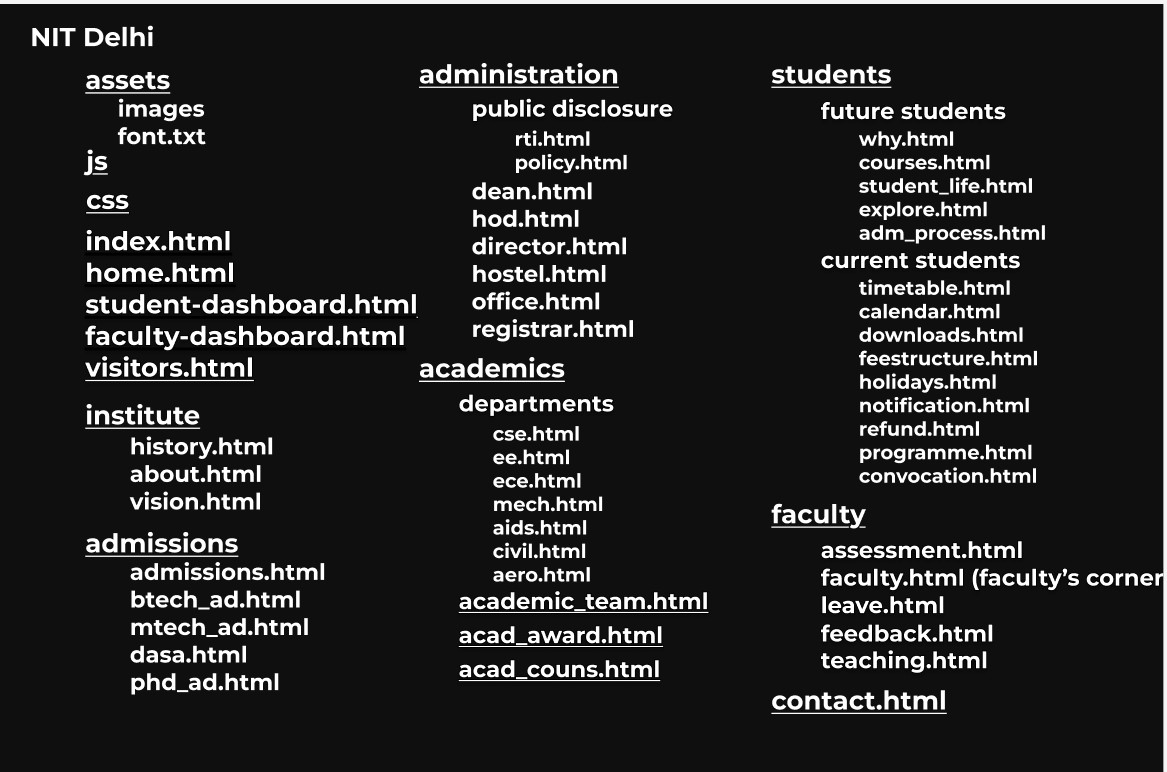 NIT Delhi
assets
images
font.txt
js
css
index.html
home.html
student-dashboard.html
faculty-dashboard.html
visitors.html
institute
history.html
about.html
vision.html
admissions
admissions.html
btech_ad.html
mtech_ad.html
dasa.html
phd_ad.html
administration
public disclosure
rti.html
policy.html
dean.html
hod.html
director.html
hostel.html
office.html
registrar.html
academics
departments
cse.html
ee.html
ece.html
mech.html
aids.html
civil.html
aero.html
academic_team.html
acad_award.html
acad_couns.html
students
future students
why.html
courses.html
student_life.html
explore.html
adm_process.html
current students
timetable.html
calendar.html
downloads.html
feestructure.html
holidays.html
notification.html
refund.html
programme.html
convocation.html
faculty
assessment.html
faculty.html (faculty’s corner
leave.html
feedback.html
teaching.html
contact.html